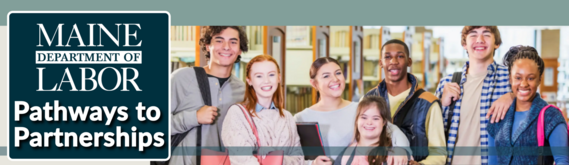 MAINE
DEPARTMENT OF
LABOR
Pathways to
Partnerships